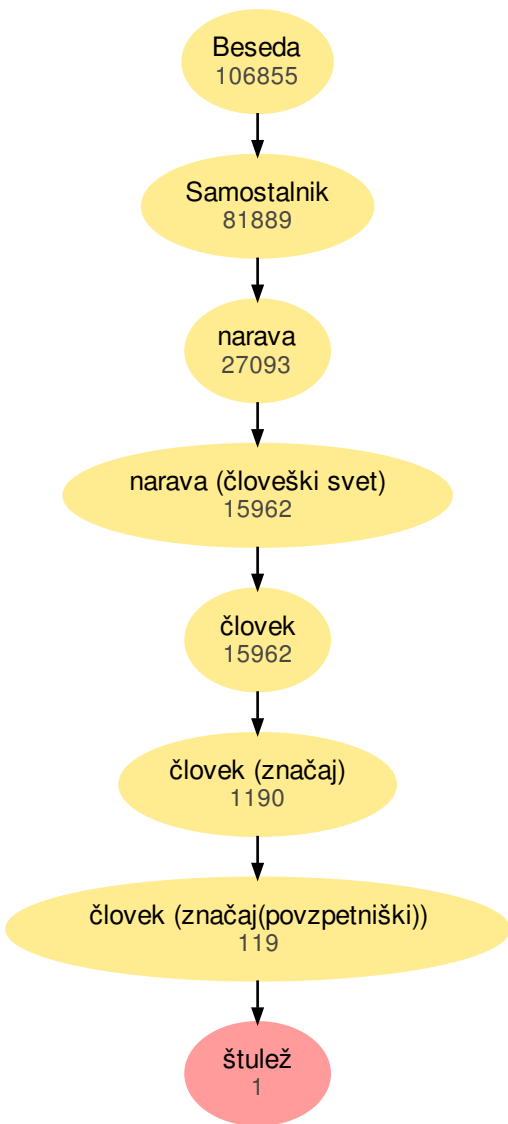 Beseda
106855
Samostalnik
81889
narava
27093
narava (človeški svet)
15962
človek
15962
človek (značaj)
1190
človek (značaj(povzpetniški))
119
štulež
1